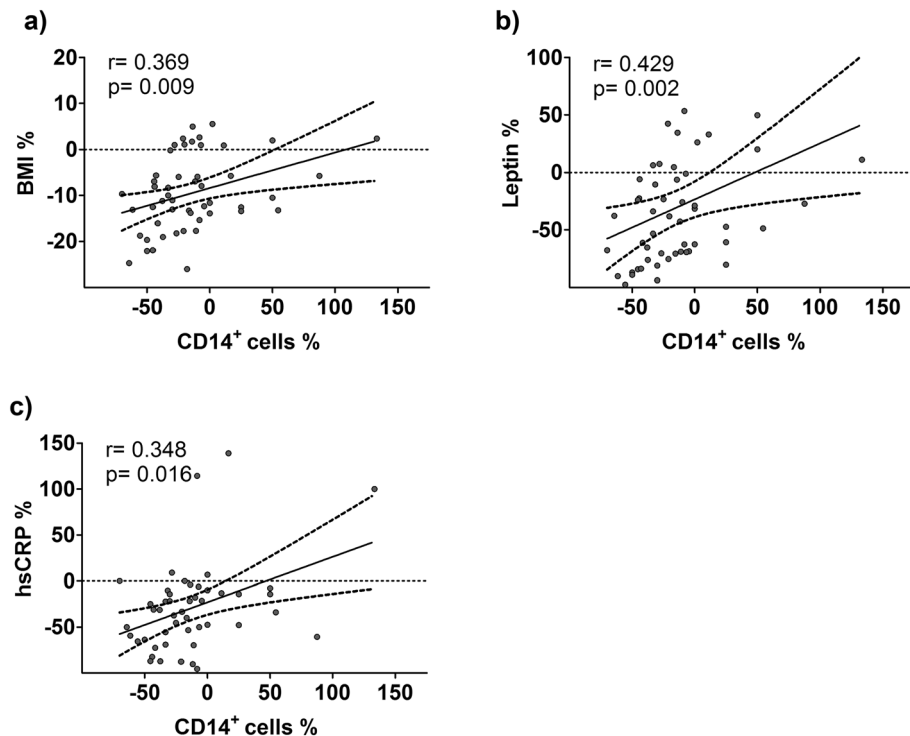 a)
r= 0.369
p= 0.009
20
10
0
-10
-20
BMI %
-50 0 50 100 150
CD14⁺ cells %
b)
r= 0.429
p= 0.002
100
50
0
-50
Leptin %
-50 0 50 100 150
CD14⁺ cells %
c)
r= 0.348
p= 0.016
150
100
50
0
-50
hsCRP %
-50 0 50 100 150
CD14⁺ cells %